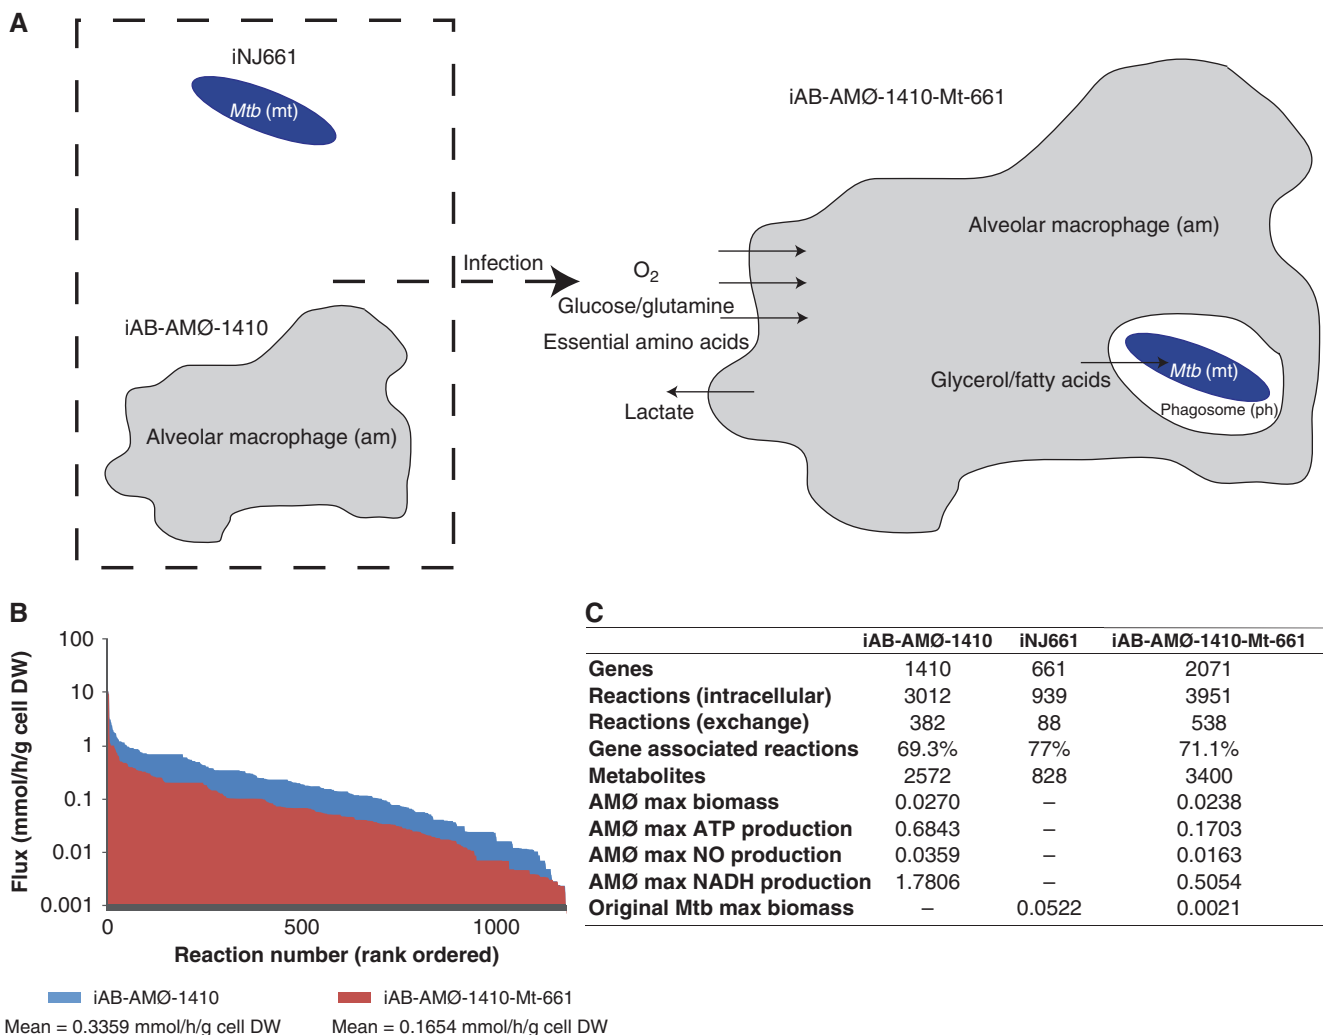 A
iNJ661
Mtb (mt)
iAB-AMØ-1410
Alveolar macrophage (am)
Infection
iAB-AMØ-1410-Mt-661
Alveolar macrophage (am)
O2
Glucose/glutamine
Essential amino acids
Lactate
Glycerol/fatty acids
Mtb (mt)
Phagosome (ph)
B
Flux (mmol/h/g cell DW)
100
10
1
0.1
0.01
0.001
0 500 1000
Reaction number (rank ordered)
iAB-AMØ-1410 iAB-AMØ-1410-Mt-661
Mean = 0.3359 mmol/h/g cell DW Mean = 0.1654 mmol/h/g cell DW
C
iAB-AMØ-1410 iNJ661 iAB-AMØ-1410-Mt-661
Genes 1410 661 2071
Reactions (intracellular) 3012 939 3951
Reactions (exchange) 382 88 538
Gene associated reactions 69.3% 77% 71.1%
Metabolites 2572 828 3400
AMØ max biomass 0.0270 – 0.0238
AMØ max ATP production 0.6843 – 0.1703
AMØ max NO production 0.0359 – 0.0163
AMØ max NADH production 1.7806 – 0.5054
Original Mtb max biomass – 0.0522 0.0021